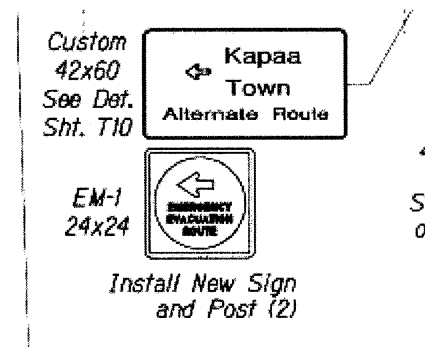 Custom
42x60
See Det.
Sht. T10
Kapaa
Town
Alternate Route
EM-1
24x24
EMERGENCY
EVACUATION
ROUTE
Install New Sign
and Post (2)